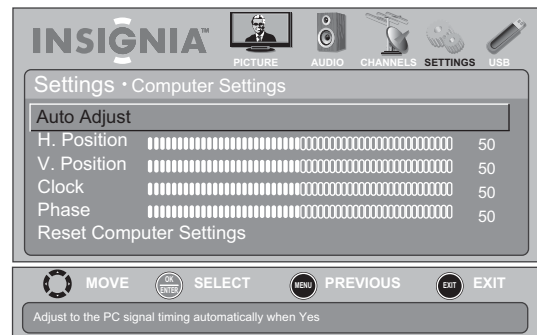 INSIGNIA™
PICTURE AUDIO CHANNELS SETTINGS USB
Settings · Computer Settings
Auto Adjust
H. Position 50
V. Position 50
Clock 50
Phase 50
Reset Computer Settings
MOVE OK ENTER SELECT MENU PREVIOUS EXIT EXIT
Adjust to the PC signal timing automatically when Yes